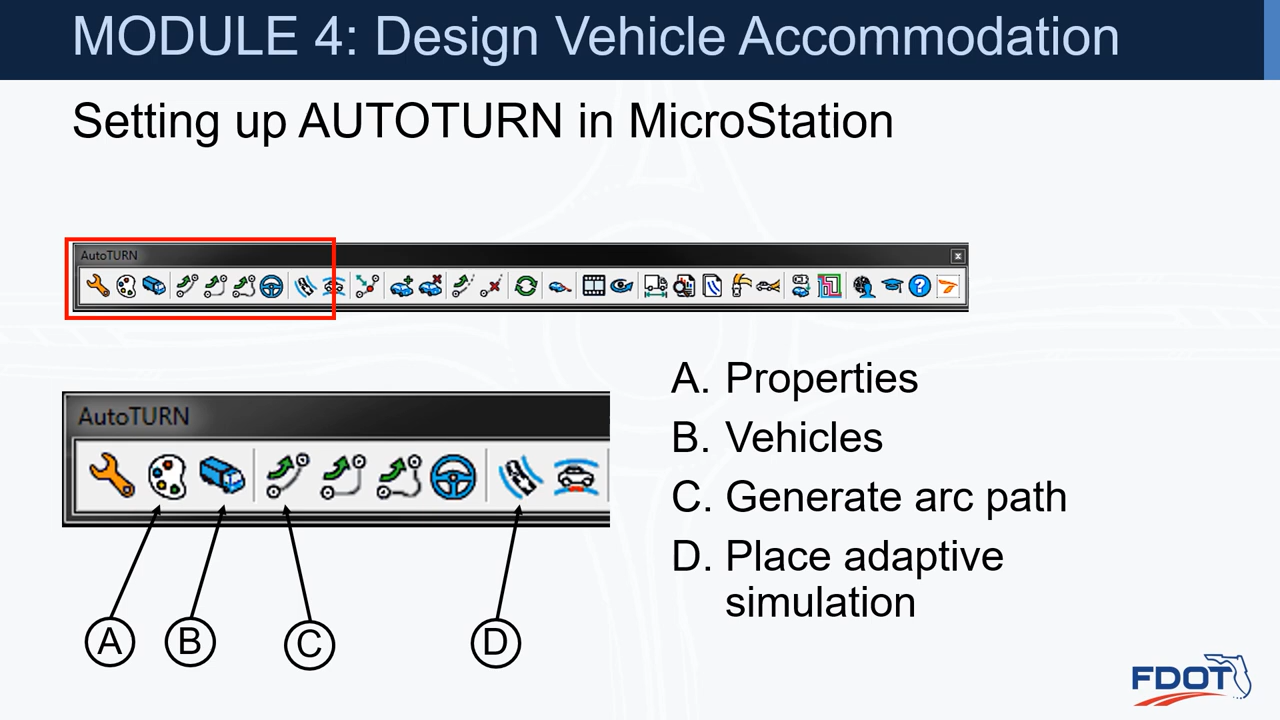 MODULE 4: Design Vehicle Accommodation
Setting up AUTOTURN in MicroStation
AutoTURN
AutoTURN
A. Properties
B. Vehicles
C. Generate arc path
D. Place adaptive
simulation
A B C D
FDOT